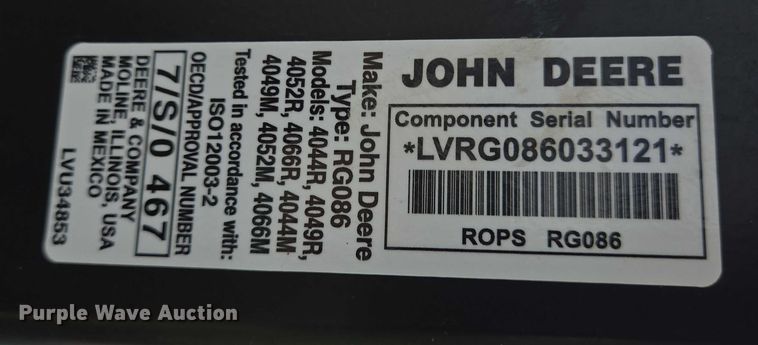 JOHN DEERE
Component Serial Number
*LVRG086033121*
ROPS RG086
Make: John Deere
Type: RG086
Models: 4044R, 4049R,
4052R, 4066R, 4044M
4049M, 4052M, 4066M
Tested in accordance with:
ISO12003-2
OECD/APPROVAL NUMBER
7/S/0 467
DEERE & COMPANY
MOLINE, ILLINOIS, USA
MADE IN MEXICO
LVU34853
Purple Wave Auction